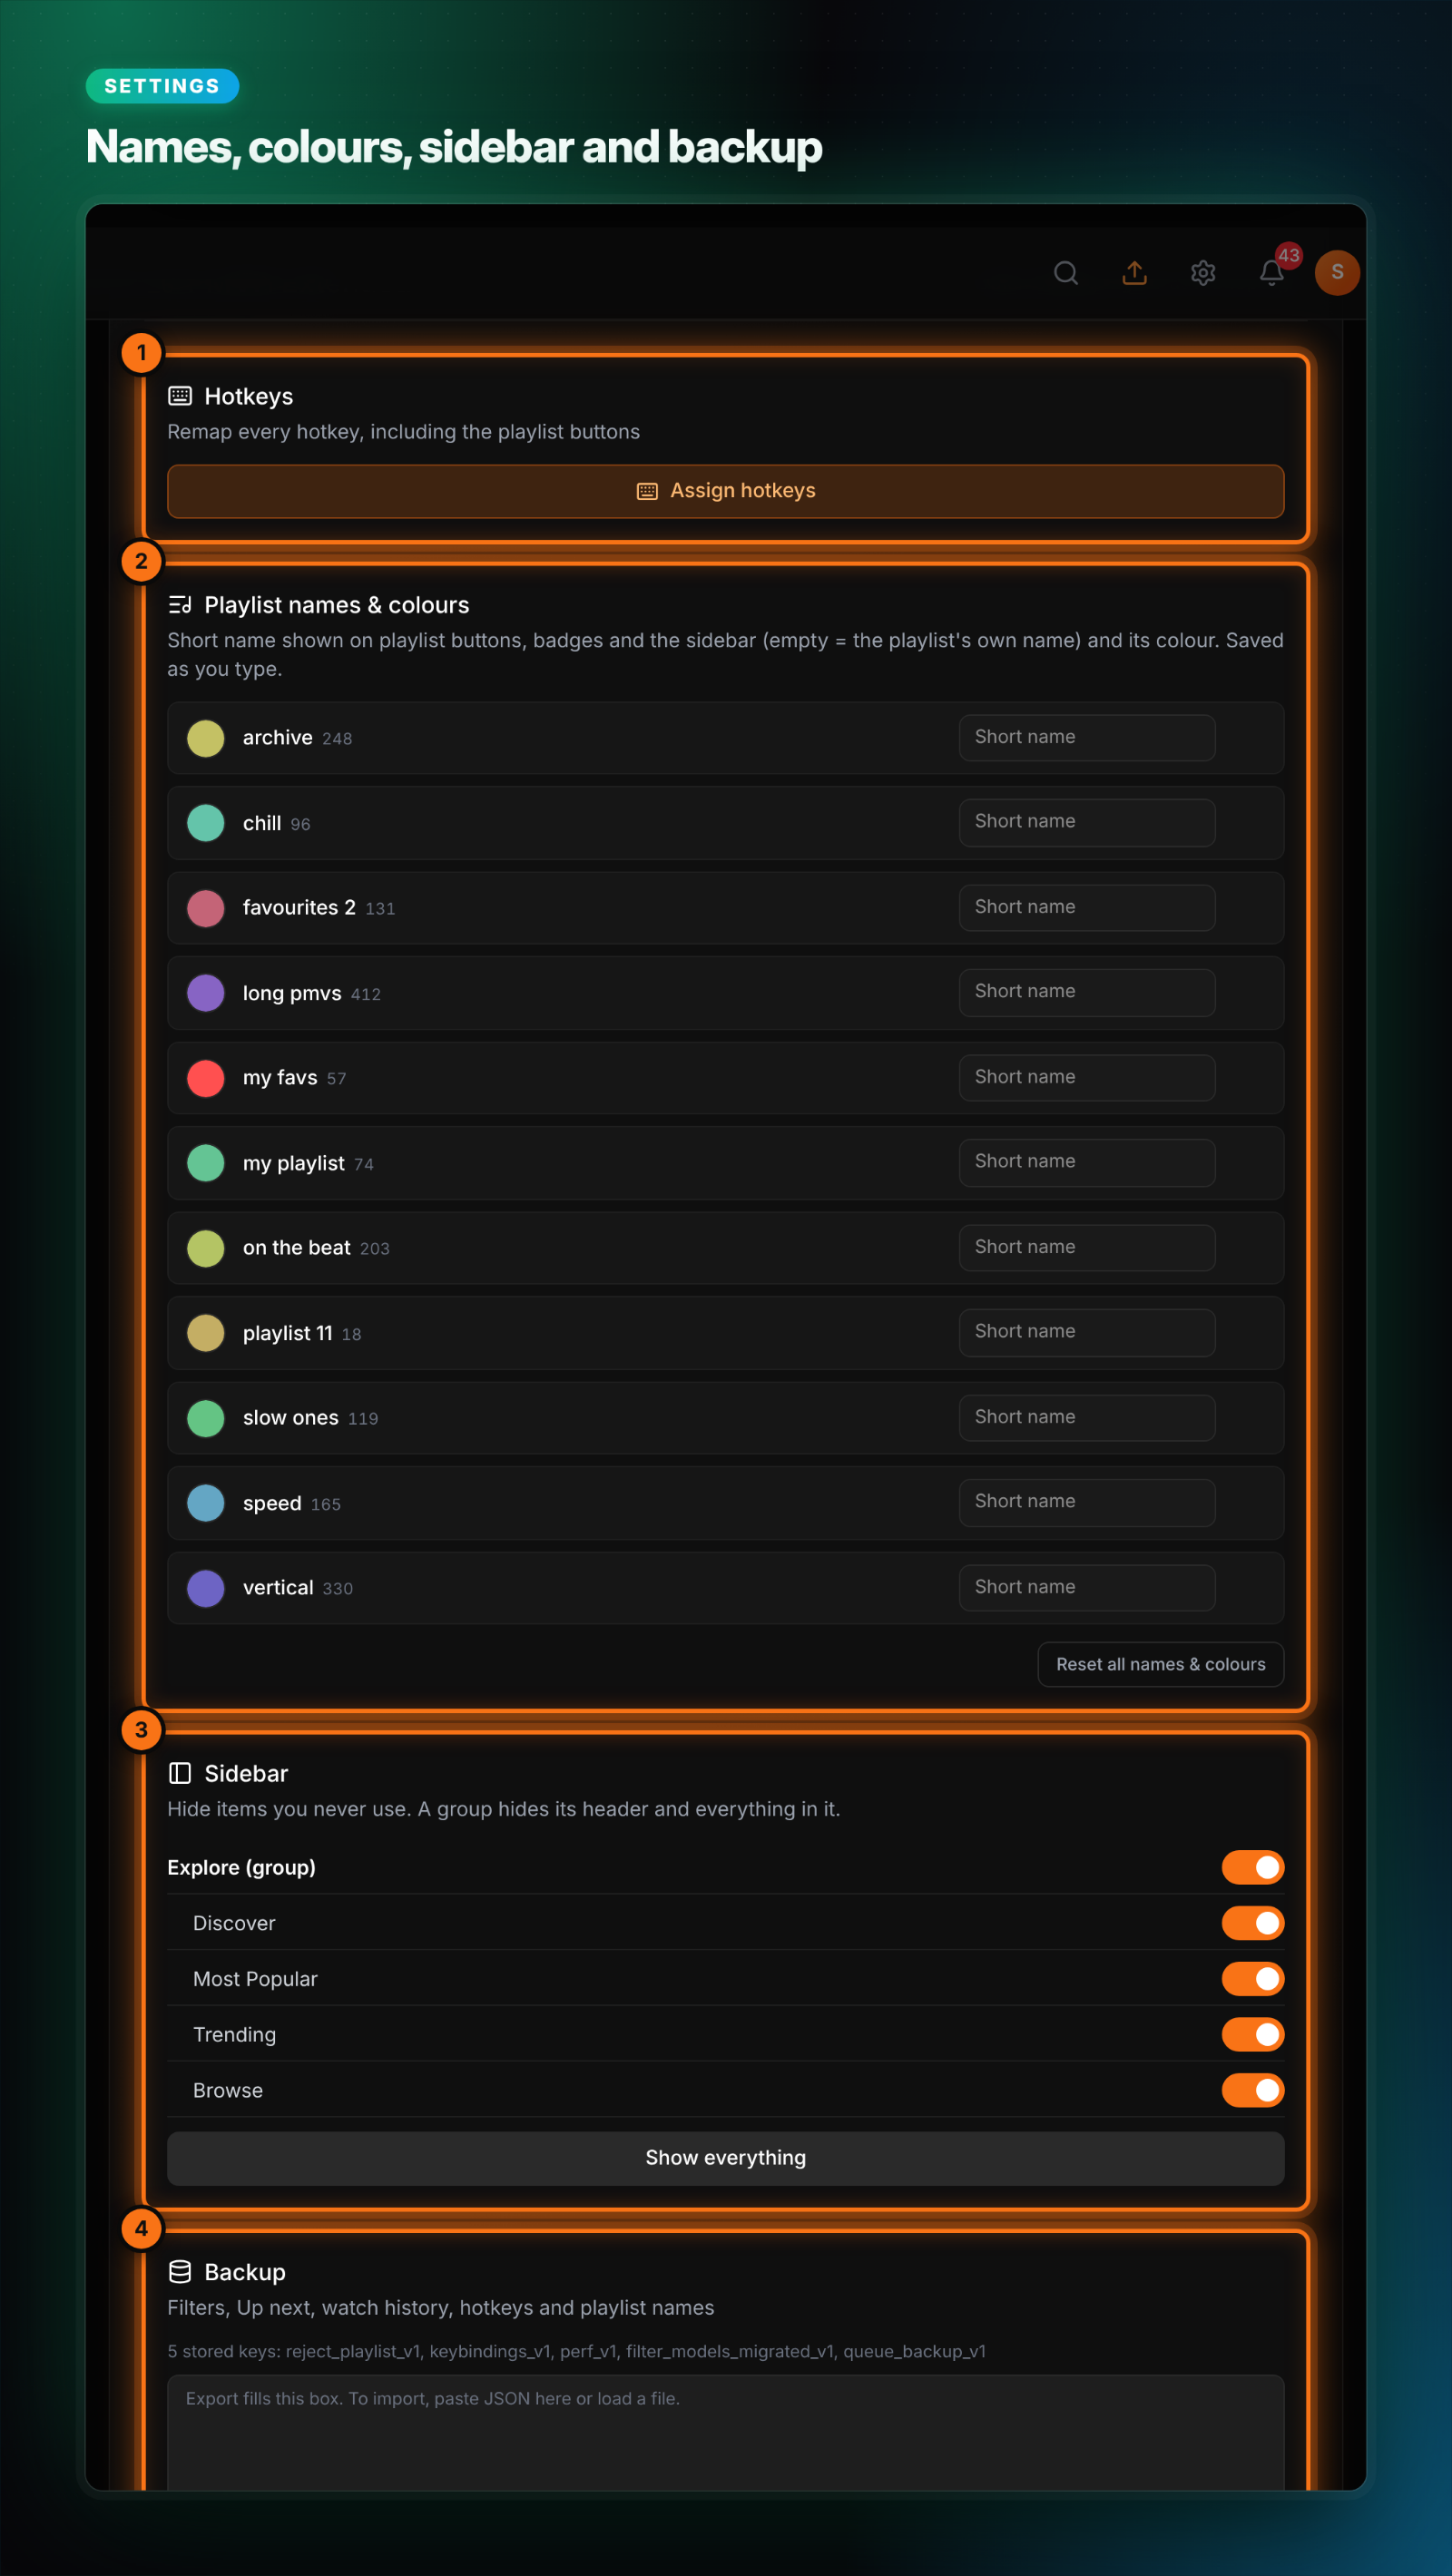 SETTINGS
Names, colours, sidebar and backup
43
S
1
Hotkeys
Remap every hotkey, including the playlist buttons
Assign hotkeys
2
Playlist names & colours
Short name shown on playlist buttons, badges and the sidebar (empty = the playlist's own name) and its colour. Saved
as you type.
archive 248 Short name
chill 96 Short name
favourites 2 131 Short name
long pmvs 412 Short name
my favs 57 Short name
my playlist 74 Short name
on the beat 203 Short name
playlist 11 18 Short name
slow ones 119 Short name
speed 165 Short name
vertical 330 Short name
Reset all names & colours
3
Sidebar
Hide items you never use. A group hides its header and everything in it.
Explore (group)
Discover
Most Popular
Trending
Browse
Show everything
4
Backup
Filters, Up next, watch history, hotkeys and playlist names
5 stored keys: reject_playlist_v1, keybindings_v1, perf_v1, filter_models_migrated_v1, queue_backup_v1
Export fills this box. To import, paste JSON here or load a file.